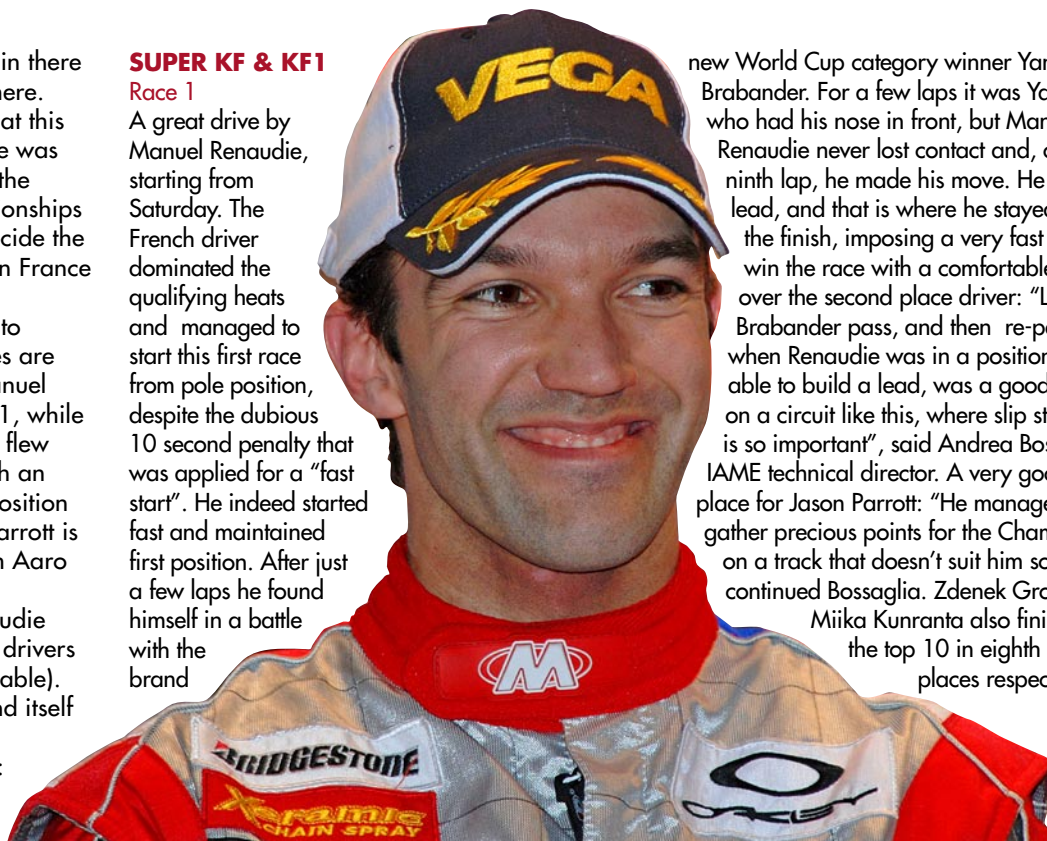 in there
here.
at this
e was
the
onships
cide the
n France
to
es are
nuel
1, while
flew
h an
osition
arrott is
n Aaro
udie
drivers
able).
nd itself
:
SUPER KF & KF1
Race 1
A great drive by
Manuel Renaudie,
starting from
Saturday. The
French driver
dominated the
qualifying heats
and managed to
start this first race
from pole position,
despite the dubious
10 second penalty that
was applied for a “fast
start”. He indeed started
fast and maintained
first position. After just
a few laps he found
himself in a battle
with the
brand
new World Cup category winner Yan
Brabander. For a few laps it was Ya
who had his nose in front, but Man
Renaudie never lost contact and, o
ninth lap, he made his move. He
lead, and that is where he stayed
the finish, imposing a very fast
win the race with a comfortable
over the second place driver: “L
Brabander pass, and then re-pa
when Renaudie was in a position
able to build a lead, was a good
on a circuit like this, where slip st
is so important”, said Andrea Bos
IAME technical director. A very goo
place for Jason Parrott: “He manage
gather precious points for the Cham
on a track that doesn’t suit him so
continued Bossaglia. Zdenek Gro
Miika Kunranta also fini
the top 10 in eighth
places respec
VEGA
M
BRIDGESTONE
Xeramic
CHAIN SPRAY
OAKLEY